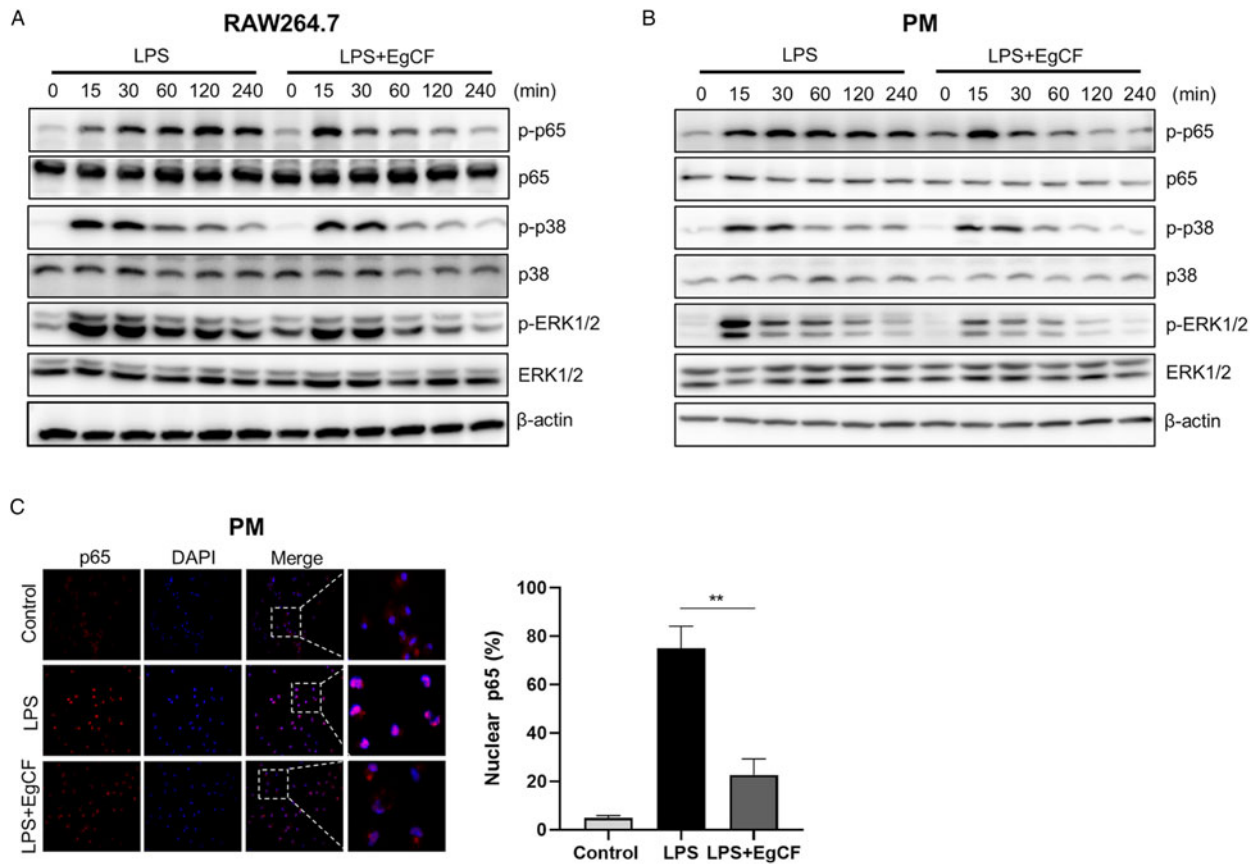 A
RAW264.7
LPS LPS+EgCF
0 15 30 60 120 240 0 15 30 60 120 240 (min)
p-p65
p65
p-p38
p38
p-ERK1/2
ERK1/2
β-actin
B
PM
LPS LPS+EgCF
0 15 30 60 120 240 0 15 30 60 120 240 (min)
p-p65
p65
p-p38
p38
p-ERK1/2
ERK1/2
β-actin
C
PM
p65 DAPI Merge
Control
LPS
LPS+EgCF
Nuclear p65 (%)
100
80
60
40
20
0
**
Control LPS LPS+EgCF